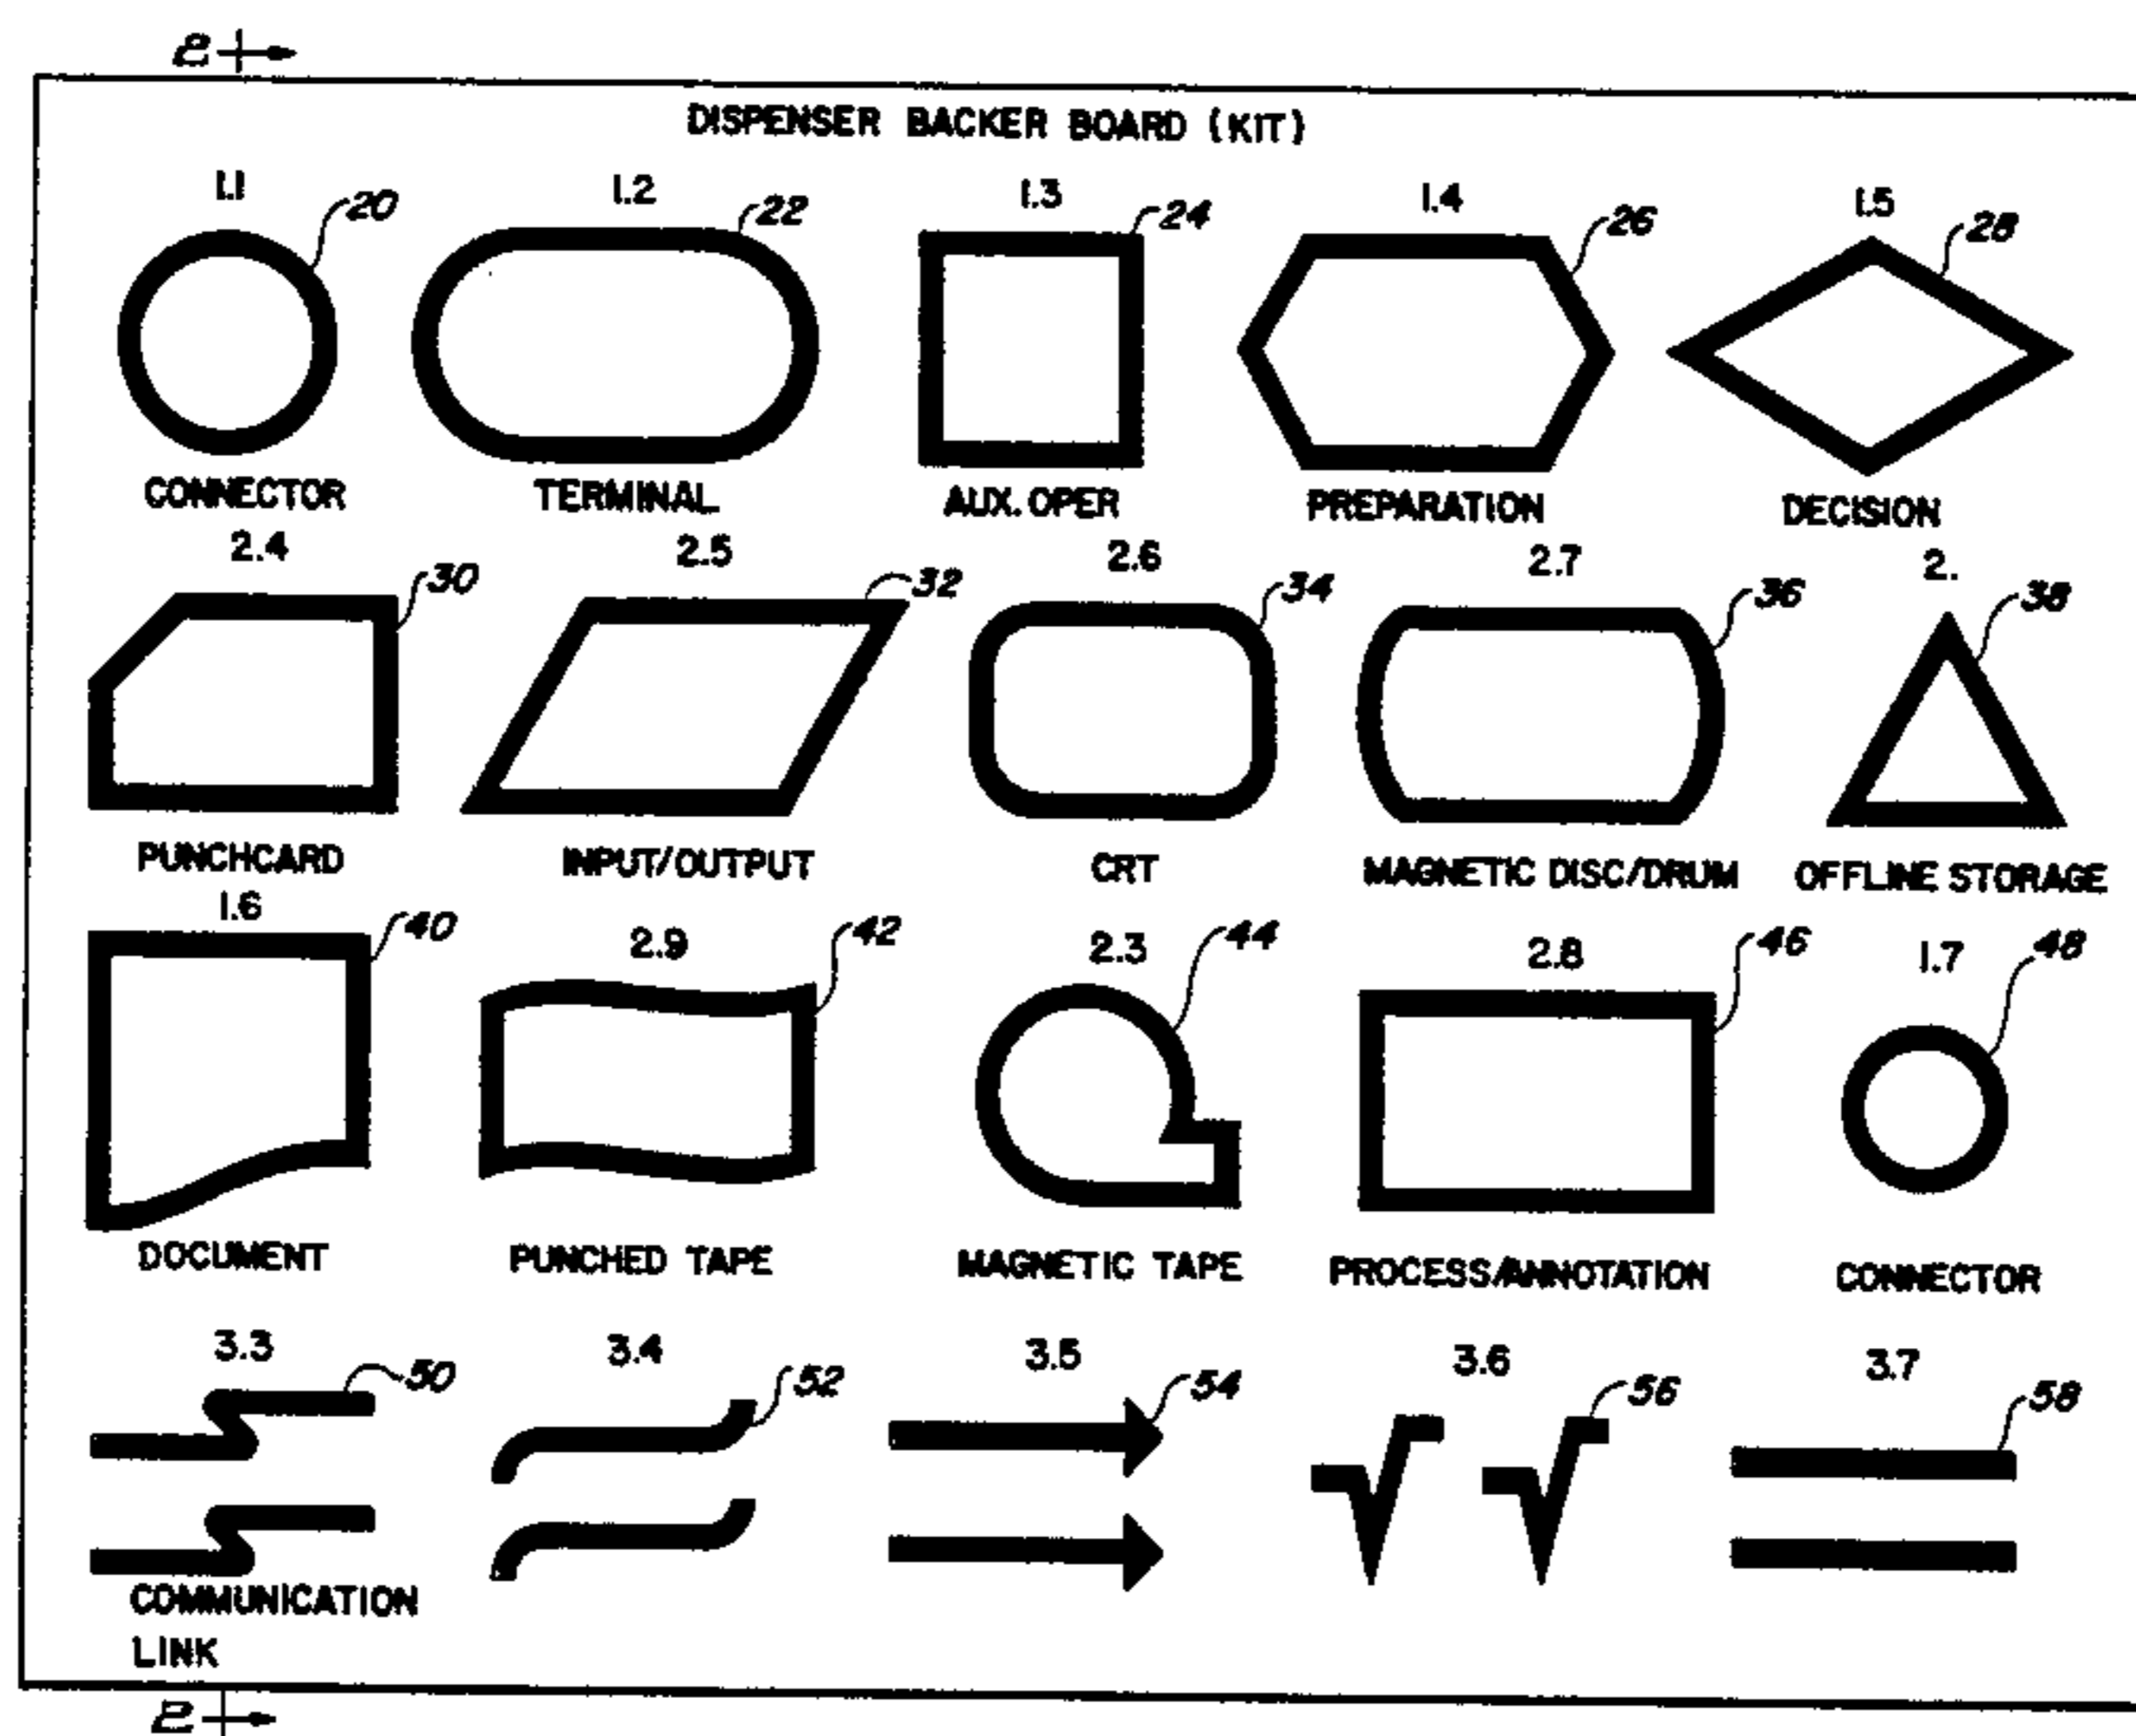 2
DISPENSER BACKER BOARD (KIT)
1.1 20 1.2 22 1.3 24 1.4 26 1.5 28
CONNECTOR TERMINAL AUX. OPER PREPARATION DECISION
2.4 30 2.5 32 2.6 34 2.7 36 2. 38
PUNCHCARD INPUT/OUTPUT CRT MAGNETIC DISC/DRUM OFFLINE STORAGE
1.6 40 2.9 42 2.3 44 2.8 46 1.7 48
DOCUMENT PUNCHED TAPE MAGNETIC TAPE PROCESS/ANNOTATION CONNECTOR
3.3 50 3.4 52 3.5 54 3.6 56 3.7 58
COMMUNICATION
LINK
2